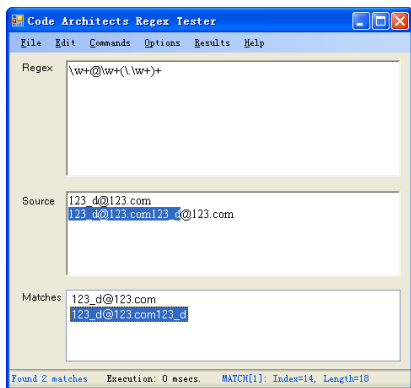 Code Architects Regex Tester
File Edit Commands Options Results Help
Regex
\w+@\w+(\.\w+)+
Source
123_d@123.com
123_d@123.com123_d@123.com
Matches
123_d@123.com
123_d@123.com123_d
Found 2 matches Execution: 0 msecs. MATCH[1]: Index=14, Length=18